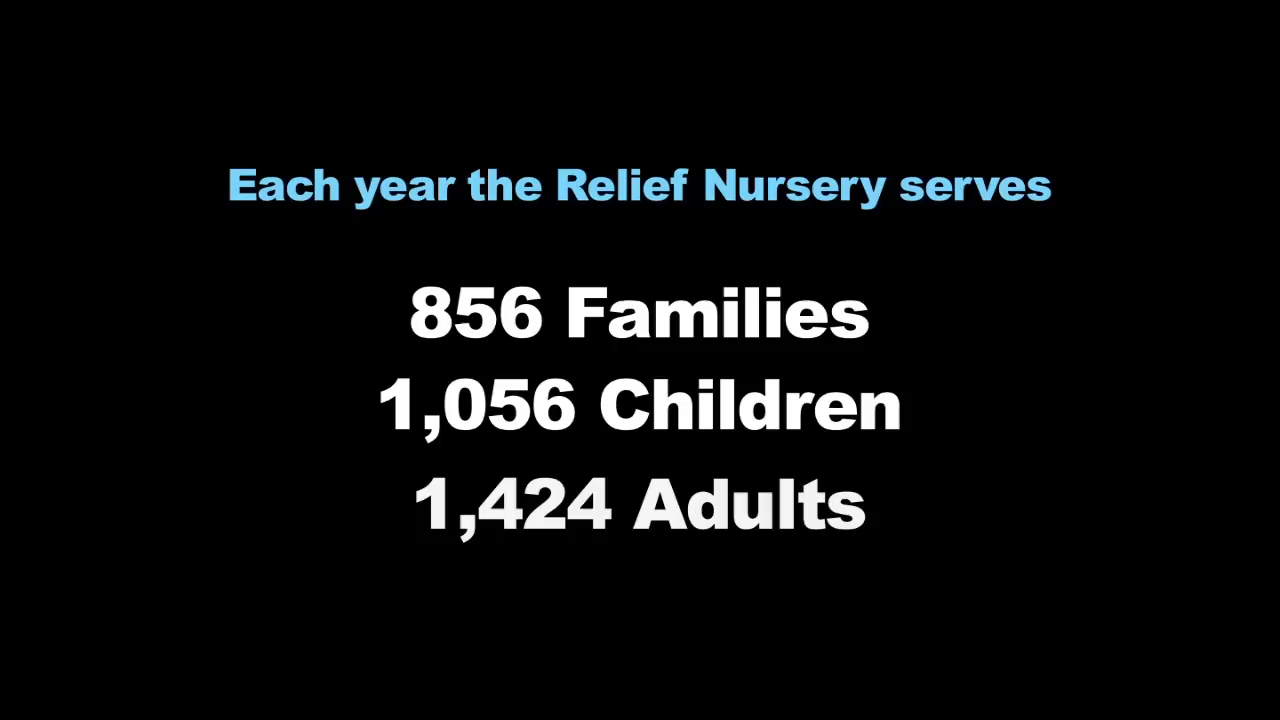 Each year the Relief Nursery serves
856 Families
1,056 Children
1,424 Adults